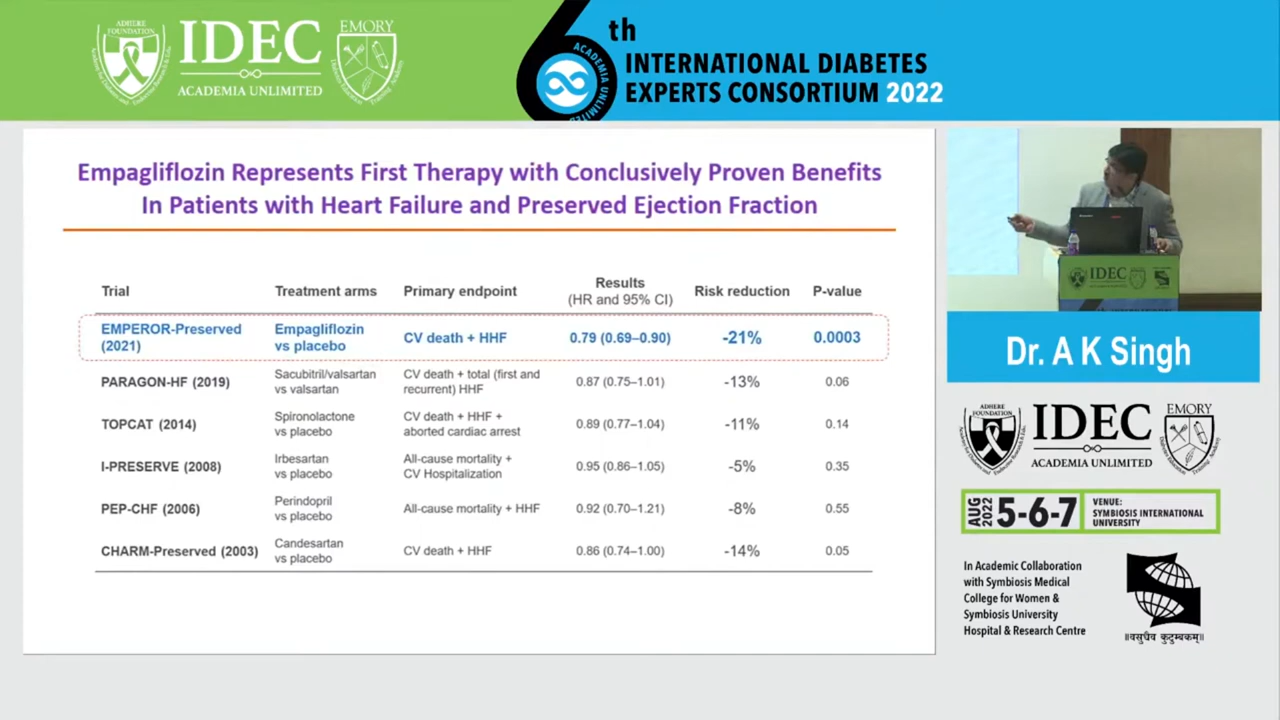 ADHERE
FOUNDATION
IDEC
ACADEMIA UNLIMITED
EMORY
6th
ACADEMIA UNLIMITED
INTERNATIONAL DIABETES
EXPERTS CONSORTIUM 2022
Empagliflozin Represents First Therapy with Conclusively Proven Benefits
In Patients with Heart Failure and Preserved Ejection Fraction
Trial Treatment arms Primary endpoint Results (HR and 95% CI) Risk reduction P-value
EMPEROR-Preserved (2021) Empagliflozin vs placebo CV death + HHF 0.79 (0.69–0.90) -21% 0.0003
PARAGON-HF (2019) Sacubitril/valsartan vs valsartan CV death + total (first and recurrent) HHF 0.87 (0.75–1.01) -13% 0.06
TOPCAT (2014) Spironolactone vs placebo CV death + HHF + aborted cardiac arrest 0.89 (0.77–1.04) -11% 0.14
I-PRESERVE (2008) Irbesartan vs placebo All-cause mortality + CV Hospitalization 0.95 (0.86–1.05) -5% 0.35
PEP-CHF (2006) Perindopril vs placebo All-cause mortality + HHF 0.92 (0.70–1.21) -8% 0.55
CHARM-Preserved (2003) Candesartan vs placebo CV death + HHF 0.86 (0.74–1.00) -14% 0.05
IDEC
Dr. A K Singh
ADHERE
FOUNDATION
IDEC
ACADEMIA UNLIMITED
EMORY
AUG 2022
5-6-7
VENUE:
SYMBIOSIS INTERNATIONAL
UNIVERSITY
In Academic Collaboration
with Symbiosis Medical
College for Women &
Symbiosis University
Hospital & Research Centre
॥वसुधैव कुटुम्बकम्॥